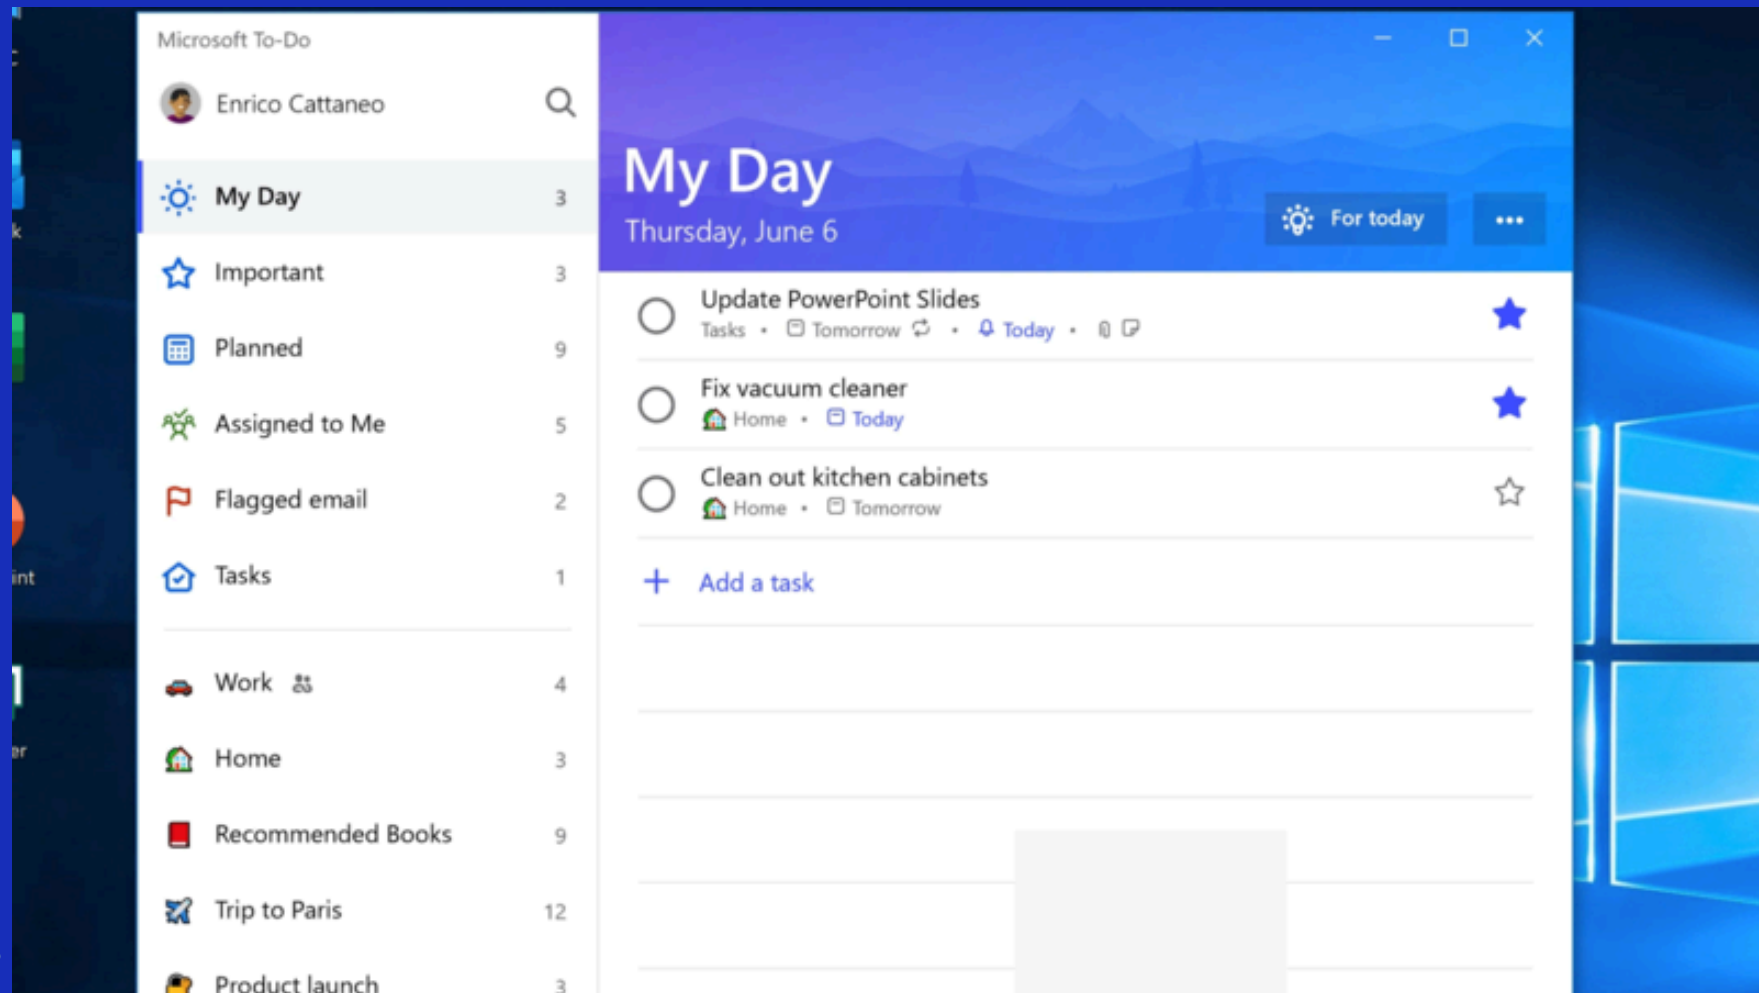 Microsoft To-Do
Enrico Cattaneo
My Day 3
Important 3
Planned 9
Assigned to Me 5
Flagged email 2
Tasks 1
Work 4
Home 3
Recommended Books 9
Trip to Paris 12
Product launch 3
My Day
Thursday, June 6
For today
Update PowerPoint Slides
Tasks • Tomorrow • Today •
Fix vacuum cleaner
Home • Today
Clean out kitchen cabinets
Home • Tomorrow
+ Add a task